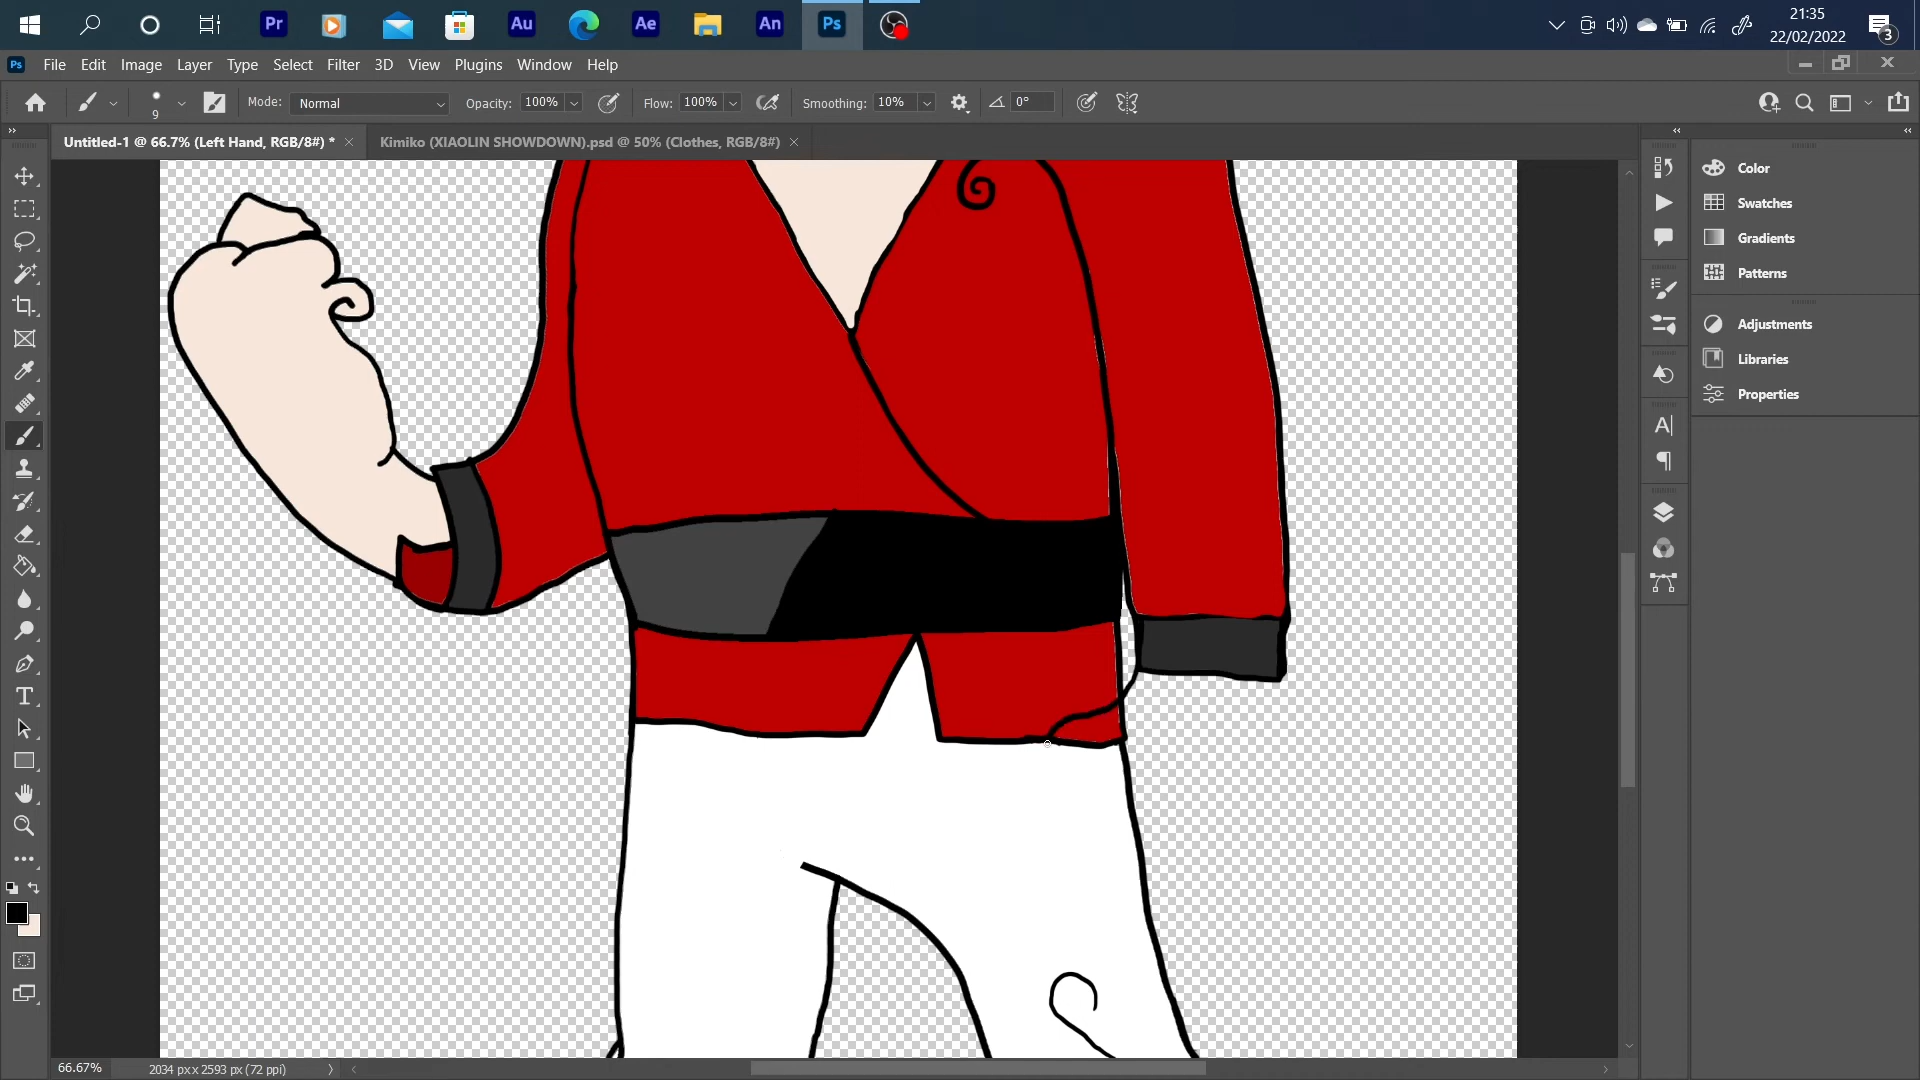 Pr
Au
Ae
An
Ps
21:35
22/02/2022
3
Ps
File Edit Image Layer Type Select Filter 3D View Plugins Window Help
9
Mode: Normal
Opacity: 100%
Flow: 100%
Smoothing: 10%
0°
Untitled-1 @ 66.7% (Left Hand, RGB/8#) *
Kimiko (XIAOLIN SHOWDOWN).psd @ 50% (Clothes, RGB/8#)
Color
Swatches
Gradients
Patterns
Adjustments
Libraries
Properties
66.67%
2034 px x 2593 px (72 ppi)